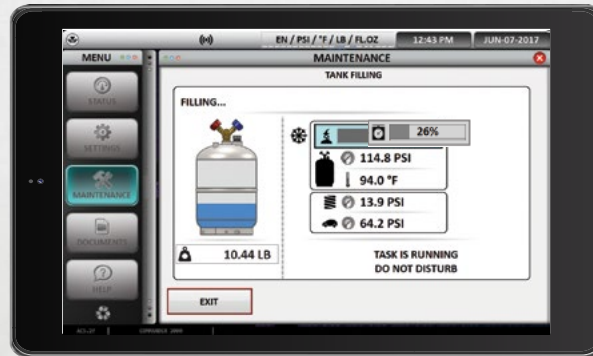 EN / PSI / °F / LB / FL.OZ
12:43 PM
JUN-07-2017
MENU
MAINTENANCE
TANK FILLING
STATUS
SETTINGS
MAINTENANCE
DOCUMENTS
HELP
FILLING...
26%
114.8 PSI
94.0 °F
13.9 PSI
64.2 PSI
10.44 LB
TASK IS RUNNING
DO NOT DISTURB
EXIT